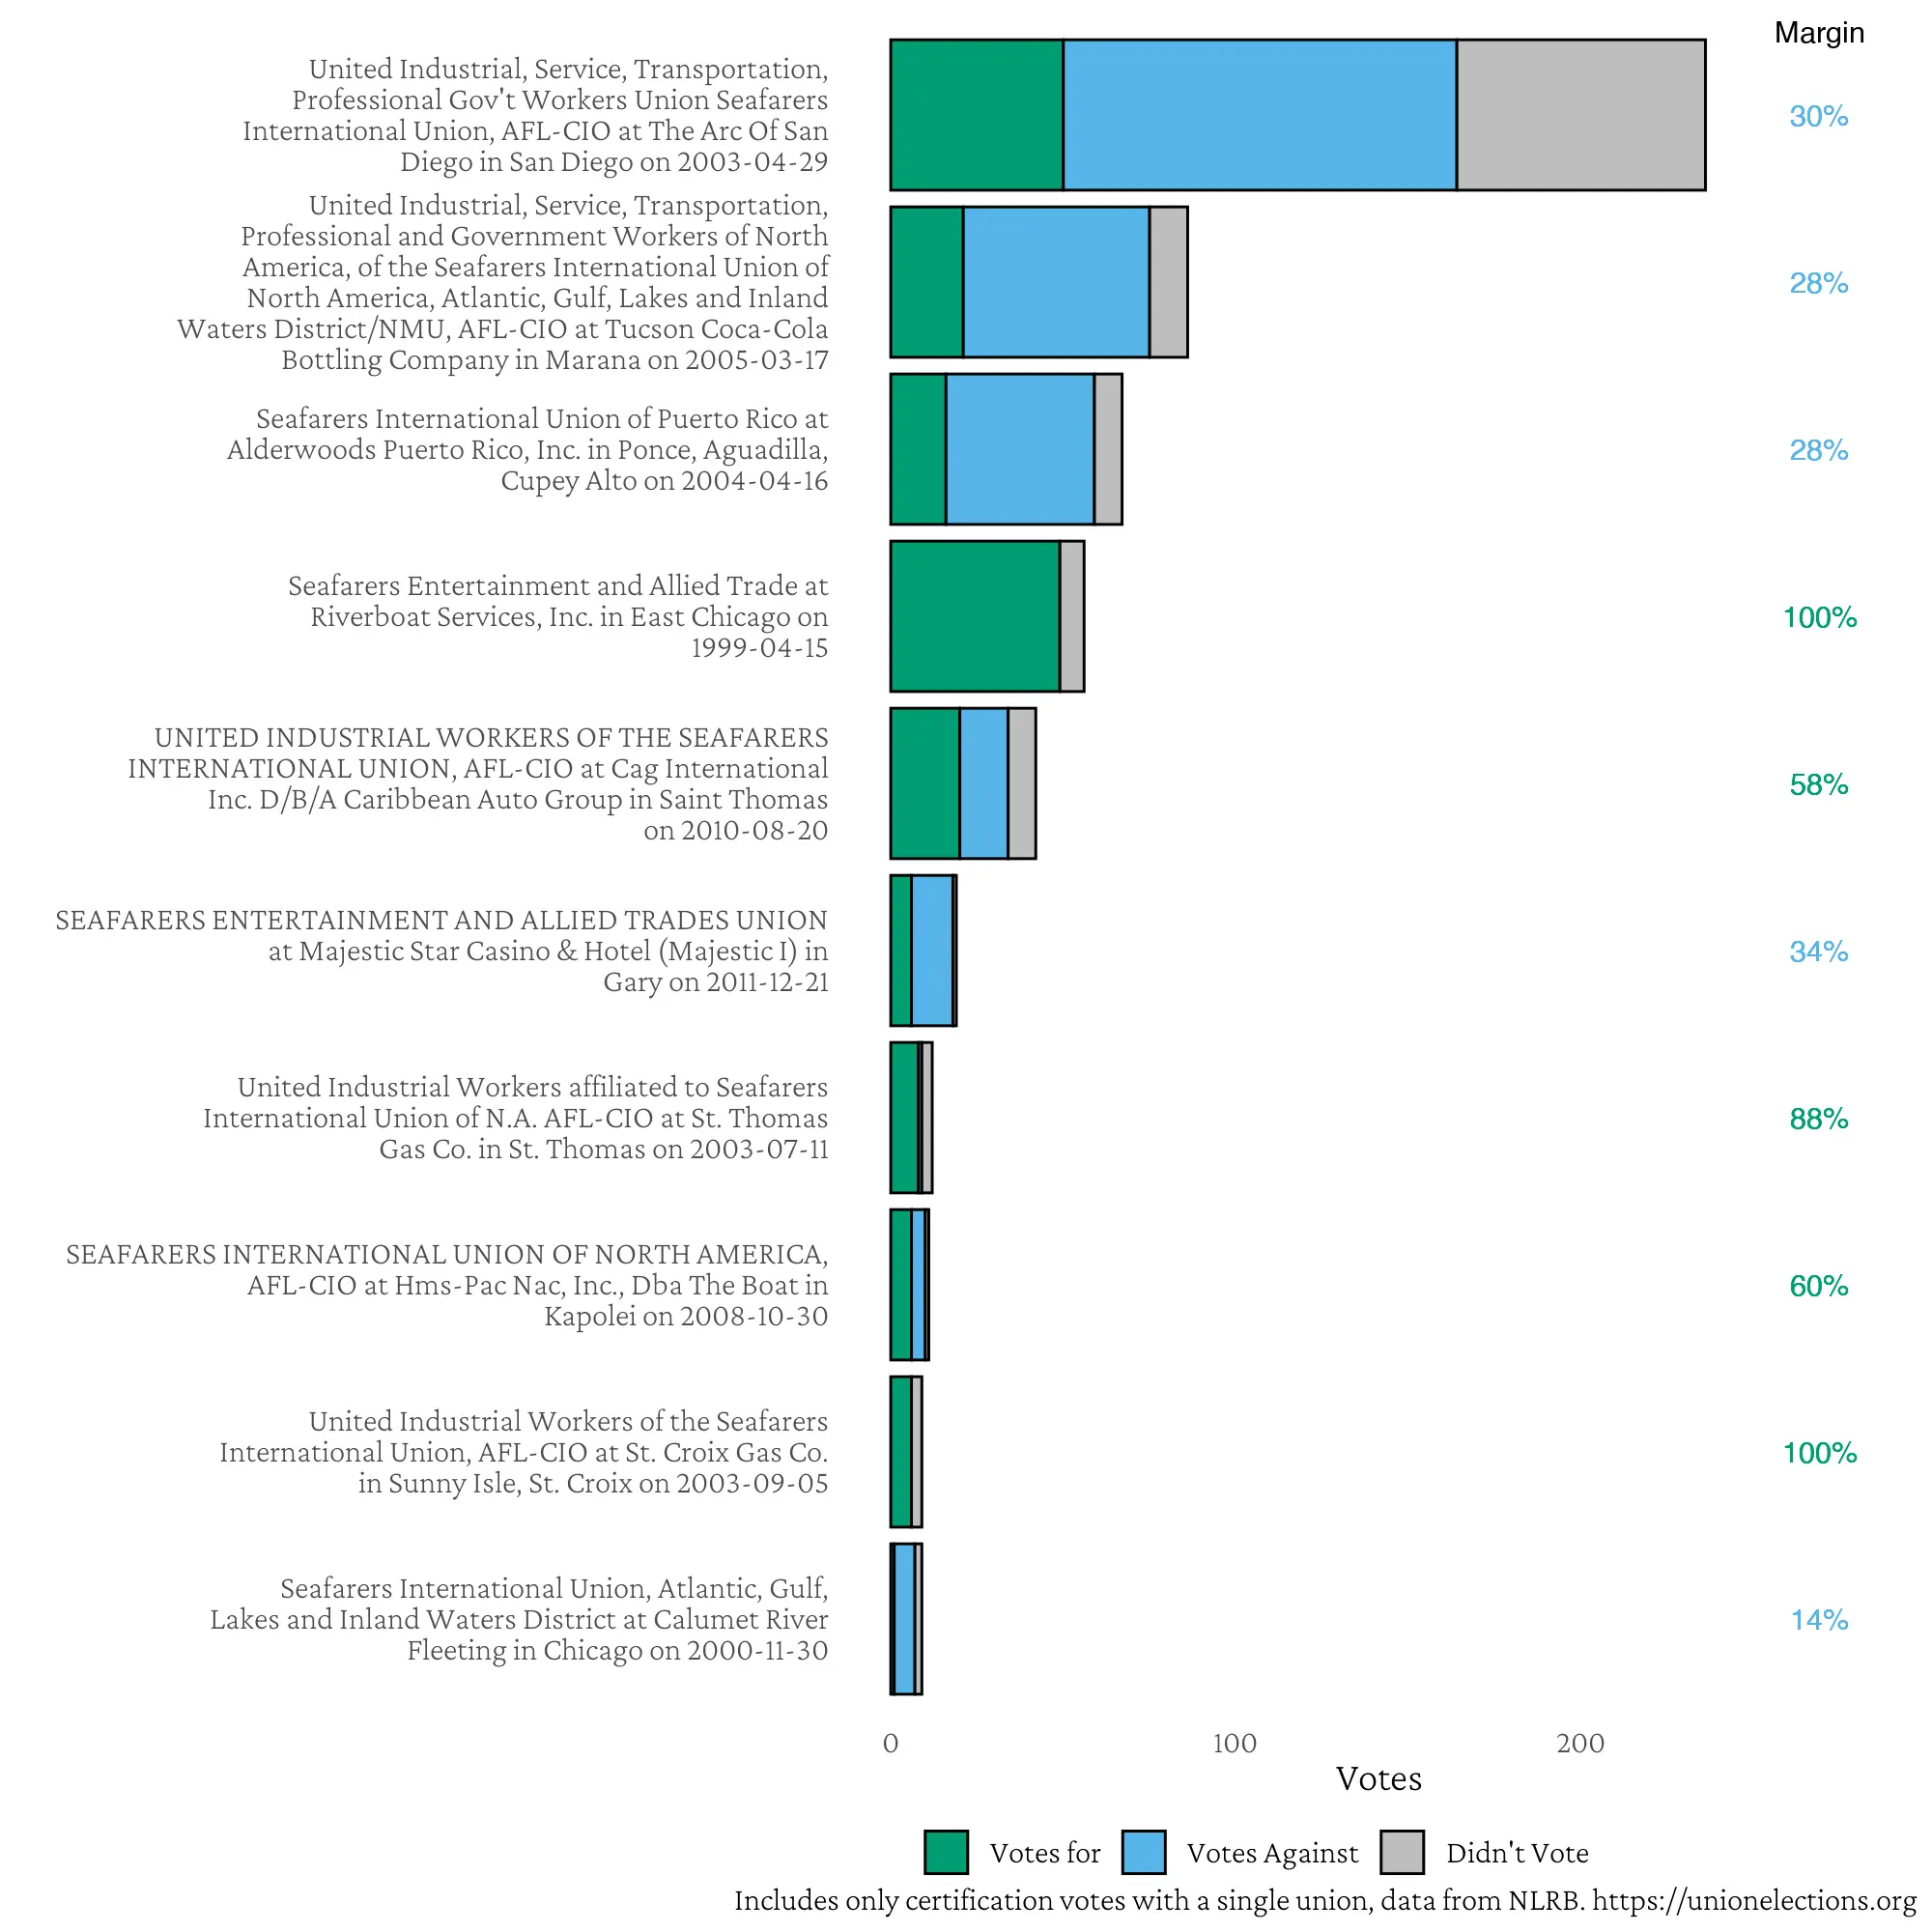 Margin
United Industrial, Service, Transportation,
Professional Gov't Workers Union Seafarers
International Union, AFL-CIO at The Arc Of San
Diego in San Diego on 2003-04-29
30%
United Industrial, Service, Transportation,
Professional and Government Workers of North
America, of the Seafarers International Union of
North America, Atlantic, Gulf, Lakes and Inland
Waters District/NMU, AFL-CIO at Tucson Coca-Cola
Bottling Company in Marana on 2005-03-17
28%
Seafarers International Union of Puerto Rico at
Alderwoods Puerto Rico, Inc. in Ponce, Aguadilla,
Cupey Alto on 2004-04-16
28%
Seafarers Entertainment and Allied Trade at
Riverboat Services, Inc. in East Chicago on
1999-04-15
100%
UNITED INDUSTRIAL WORKERS OF THE SEAFARERS
INTERNATIONAL UNION, AFL-CIO at Cag International
Inc. D/B/A Caribbean Auto Group in Saint Thomas
on 2010-08-20
58%
SEAFARERS ENTERTAINMENT AND ALLIED TRADES UNION
at Majestic Star Casino & Hotel (Majestic I) in
Gary on 2011-12-21
34%
United Industrial Workers affiliated to Seafarers
International Union of N.A. AFL-CIO at St. Thomas
Gas Co. in St. Thomas on 2003-07-11
88%
SEAFARERS INTERNATIONAL UNION OF NORTH AMERICA,
AFL-CIO at Hms-Pac Nac, Inc., Dba The Boat in
Kapolei on 2008-10-30
60%
United Industrial Workers of the Seafarers
International Union, AFL-CIO at St. Croix Gas Co.
in Sunny Isle, St. Croix on 2003-09-05
100%
Seafarers International Union, Atlantic, Gulf,
Lakes and Inland Waters District at Calumet River
Fleeting in Chicago on 2000-11-30
14%
0 100 200
Votes
Votes for Votes Against Didn't Vote
Includes only certification votes with a single union, data from NLRB. https://unionelections.org